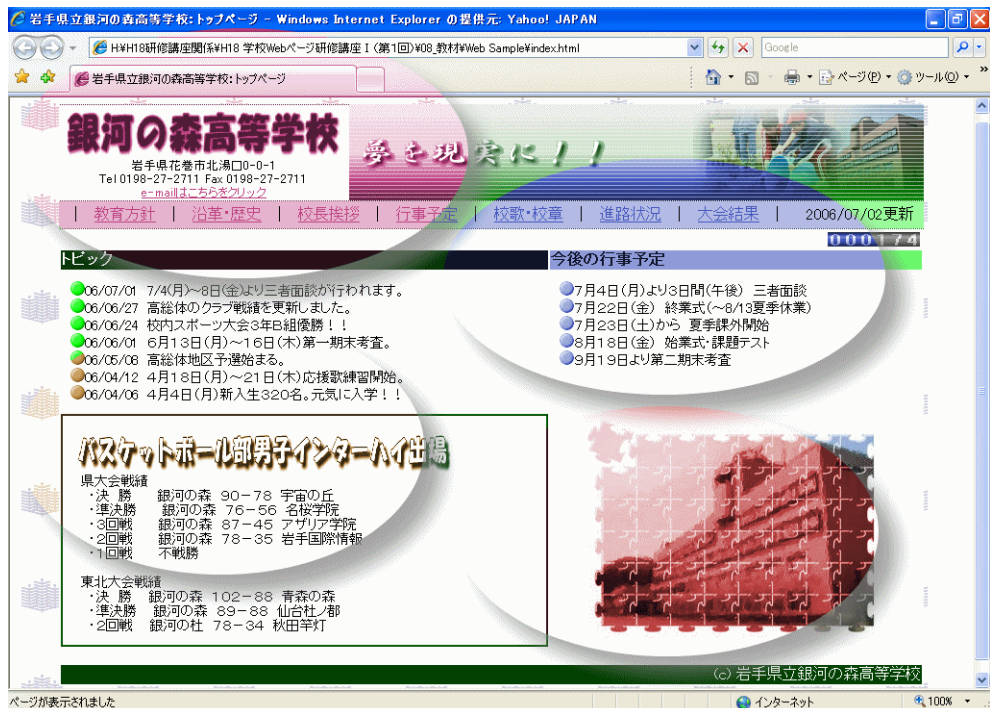 岩手県立銀河の森高等学校:トップページ - Windows Internet Explorer の提供元: Yahoo! JAPAN
H:¥H18研修講座関係¥H18 学校Webページ研修講座Ⅰ(第1回)¥08_教材¥Web Sample¥index.html
Google
岩手県立銀河の森高等学校:トップページ
ページ(P)
ツール(O)
銀河の森高等学校
夢を現実に！！
岩手県花巻市北湯口0-0-1
Tel 0198-27-2711 Fax 0198-27-2711
e-mailはこちらをクリック
| 教育方針 | 沿革・歴史 | 校長挨拶 | 行事予定 | 校歌・校章 | 進路状況 | 大会結果 | 2006/07/02更新
000174
トピック
06/07/01 7/4(月)～8日(金)より三者面談が行われます。
06/06/27 高総体のクラブ戦績を更新しました。
06/06/24 校内スポーツ大会3年B組優勝！！
06/06/01 6月13日(月)～16日(木)第一期末考査。
06/05/08 高総体地区予選始まる。
06/04/12 4月18日(月)～21日(木)応援歌練習開始。
06/04/06 4月4日(月)新入生320名。元気に入学！！
今後の行事予定
7月4日(月)より3日間(午後) 三者面談
7月22日(金) 終業式(～8/13夏季休業)
7月23日(土)から 夏季課外開始
8月18日(金) 始業式・課題テスト
9月19日より第二期末考査
バスケットボール部男子インターハイ出場
県大会戦績
・決 勝 銀河の森 90-78 宇宙の丘
・準決勝 銀河の森 76-56 名桜学院
・3回戦 銀河の森 87-45 アザリア学院
・2回戦 銀河の森 78-35 岩手国際情報
・1回戦 不戦勝
東北大会戦績
・決 勝 銀河の森 102-88 青森の森
・準決勝 銀河の森 89-88 仙台杜ノ都
・2回戦 銀河の杜 78-34 秋田竿灯
(c) 岩手県立銀河の森高等学校
ページが表示されました
インターネット
100%